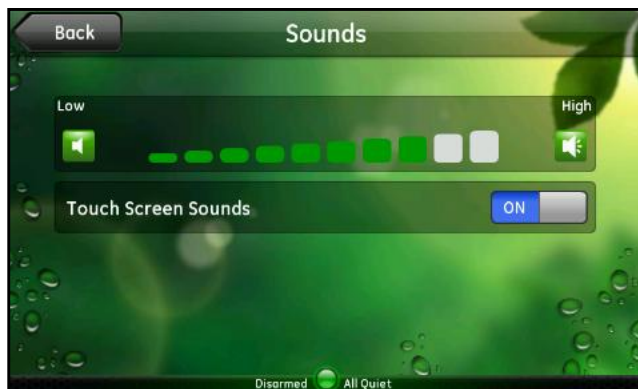 Back
Sounds
Low
High
Touch Screen Sounds
ON
Disarmed
All Quiet